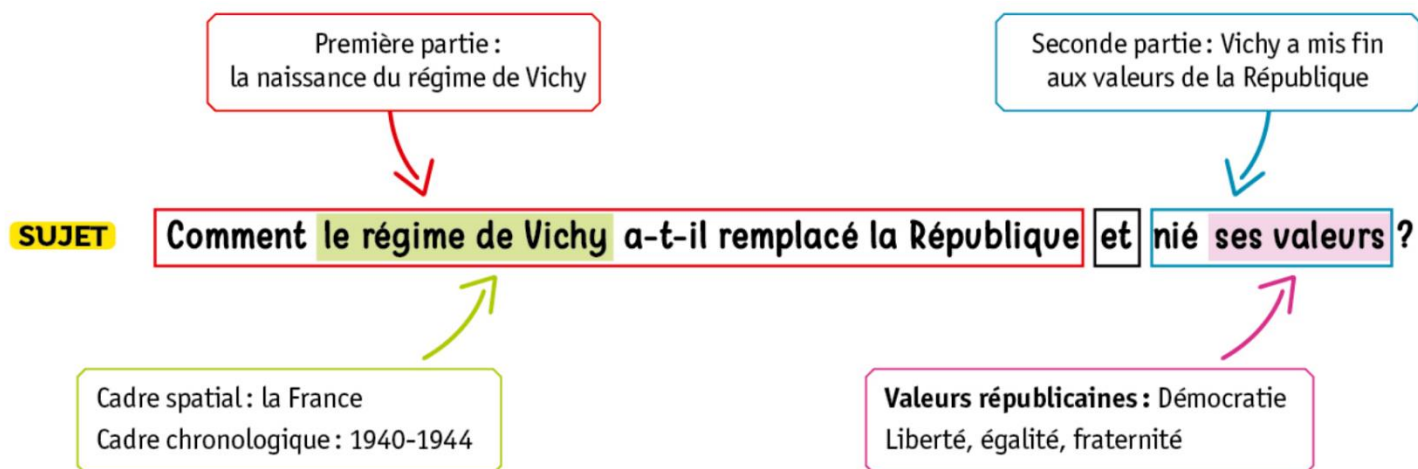 Première partie :
la naissance du régime de Vichy
Seconde partie : Vichy a mis fin
aux valeurs de la République
SUJET Comment le régime de Vichy a-t-il remplacé la République et nié ses valeurs ?
Cadre spatial : la France
Cadre chronologique : 1940-1944
Valeurs républicaines : Démocratie
Liberté, égalité, fraternité